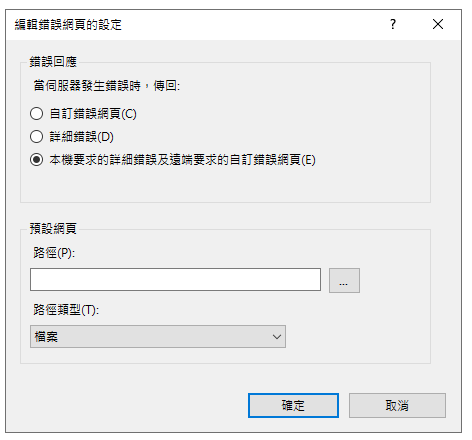 編輯錯誤網頁的設定
?
錯誤回應
當伺服器發生錯誤時，傳回:
自訂錯誤網頁(C)
詳細錯誤(D)
本機要求的詳細錯誤及遠端要求的自訂錯誤網頁(E)
預設網頁
路徑(P):
...
路徑類型(T):
檔案
確定
取消